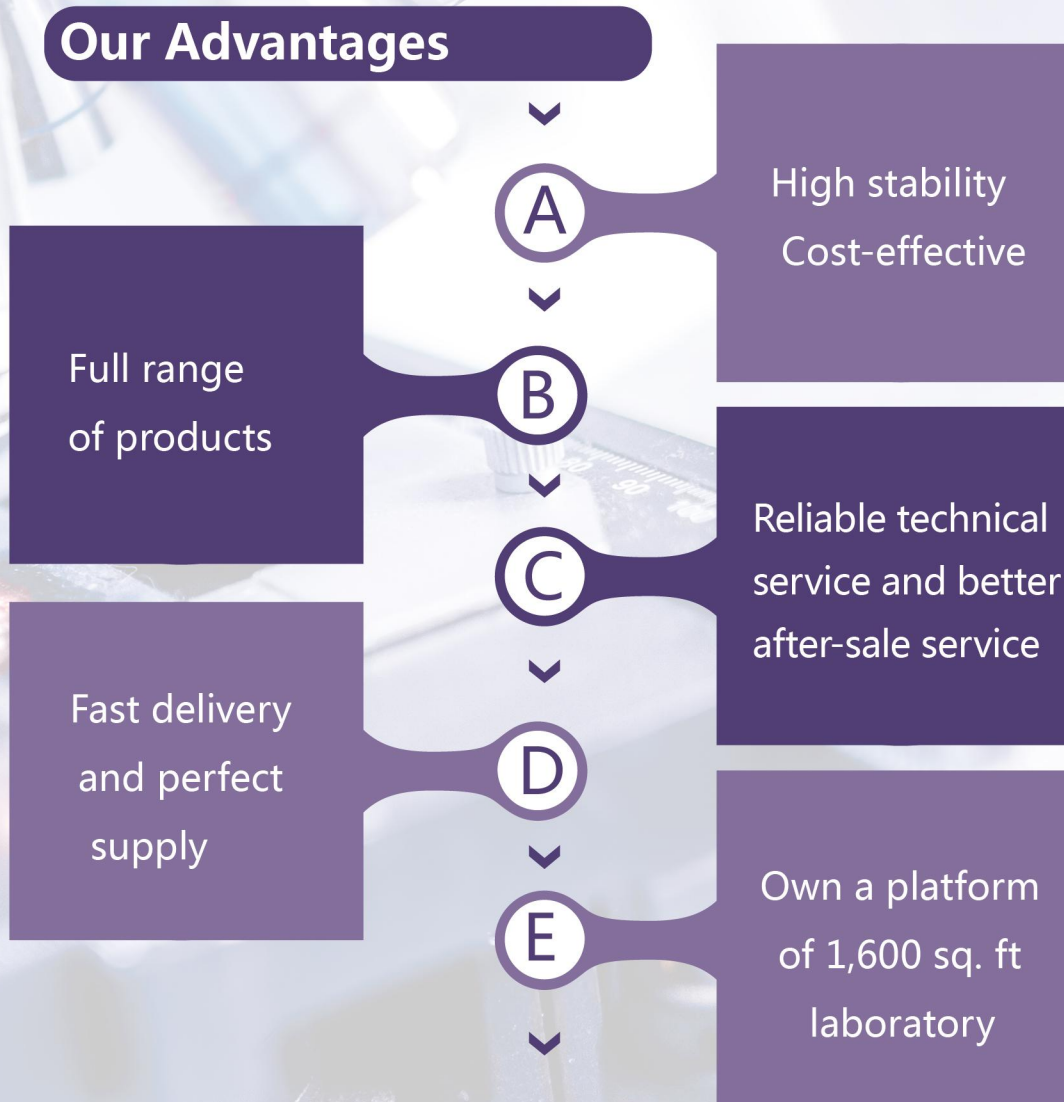 Our Advantages
A
High stability
Cost-effective
B
Full range
of products
C
Reliable technical
service and better
after-sale service
D
Fast delivery
and perfect
supply
E
Own a platform
of 1,600 sq. ft
laboratory